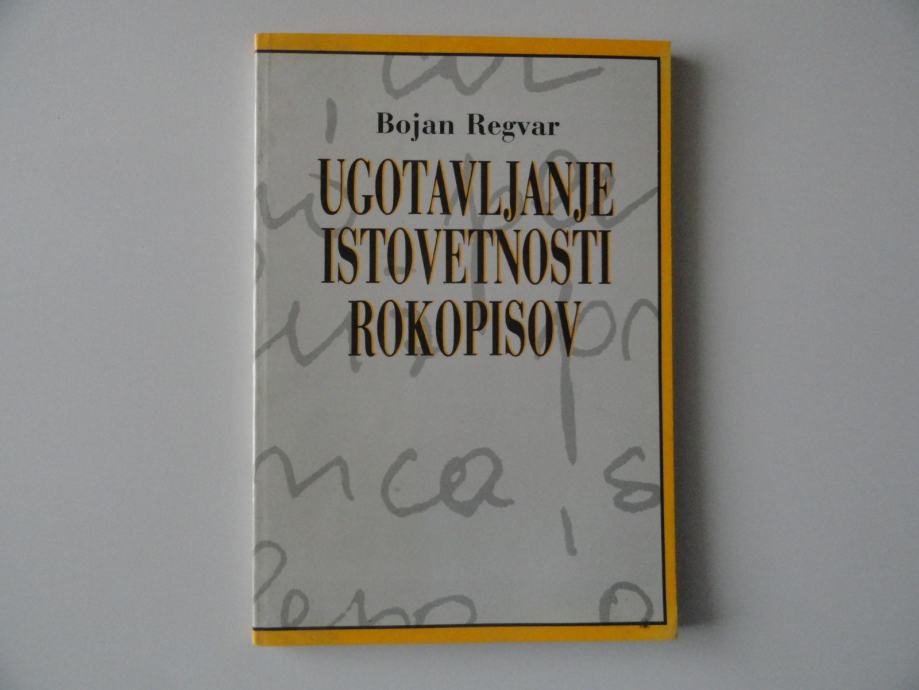 Bojan Regvar
UGOTAVLJANJE
ISTOVETNOSTI
ROKOPISOV